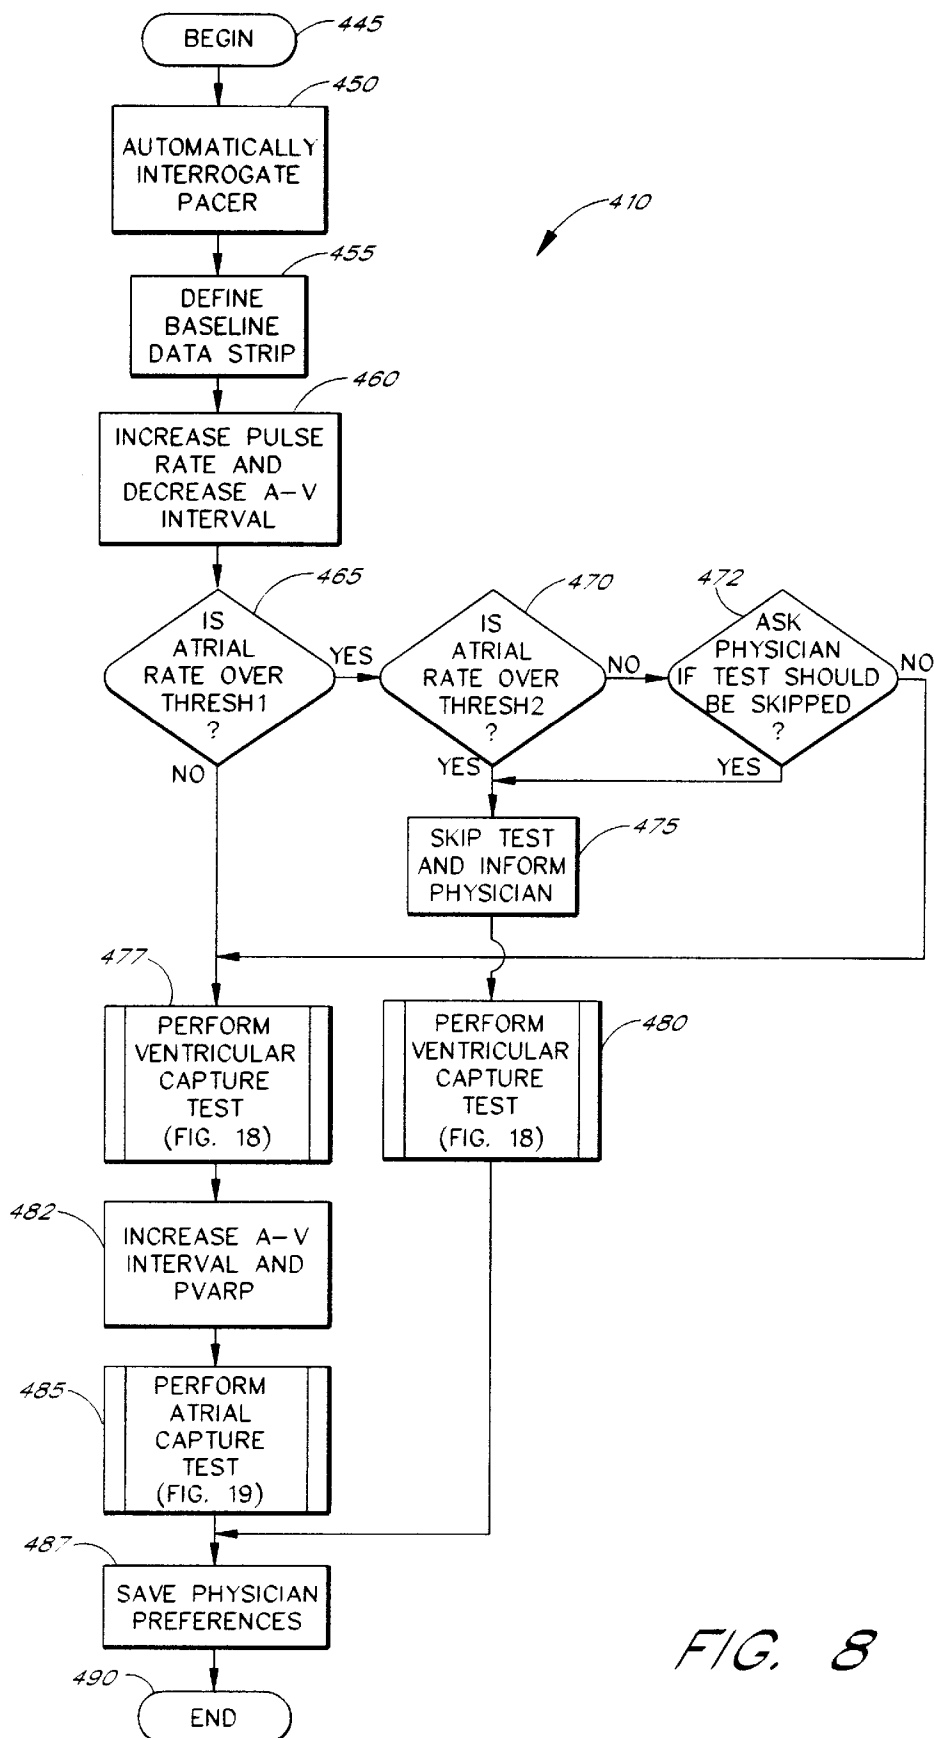 BEGIN
445
450
AUTOMATICALLY
INTERROGATE
PACER
410
455
DEFINE
BASELINE
DATA STRIP
460
INCREASE PULSE
RATE AND
DECREASE A-V
INTERVAL
465
IS
ATRIAL
RATE OVER
THRESH1
?
YES
NO
470
IS
ATRIAL
RATE OVER
THRESH2
?
NO
YES
472
ASK
PHYSICIAN
IF TEST SHOULD
BE SKIPPED
?
NO
YES
475
SKIP TEST
AND INFORM
PHYSICIAN
477
PERFORM
VENTRICULAR
CAPTURE
TEST
(FIG. 18)
480
PERFORM
VENTRICULAR
CAPTURE
TEST
(FIG. 18)
482
INCREASE A-V
INTERVAL AND
PVARP
485
PERFORM
ATRIAL
CAPTURE
TEST
(FIG. 19)
487
SAVE PHYSICIAN
PREFERENCES
490
END
FIG. 8